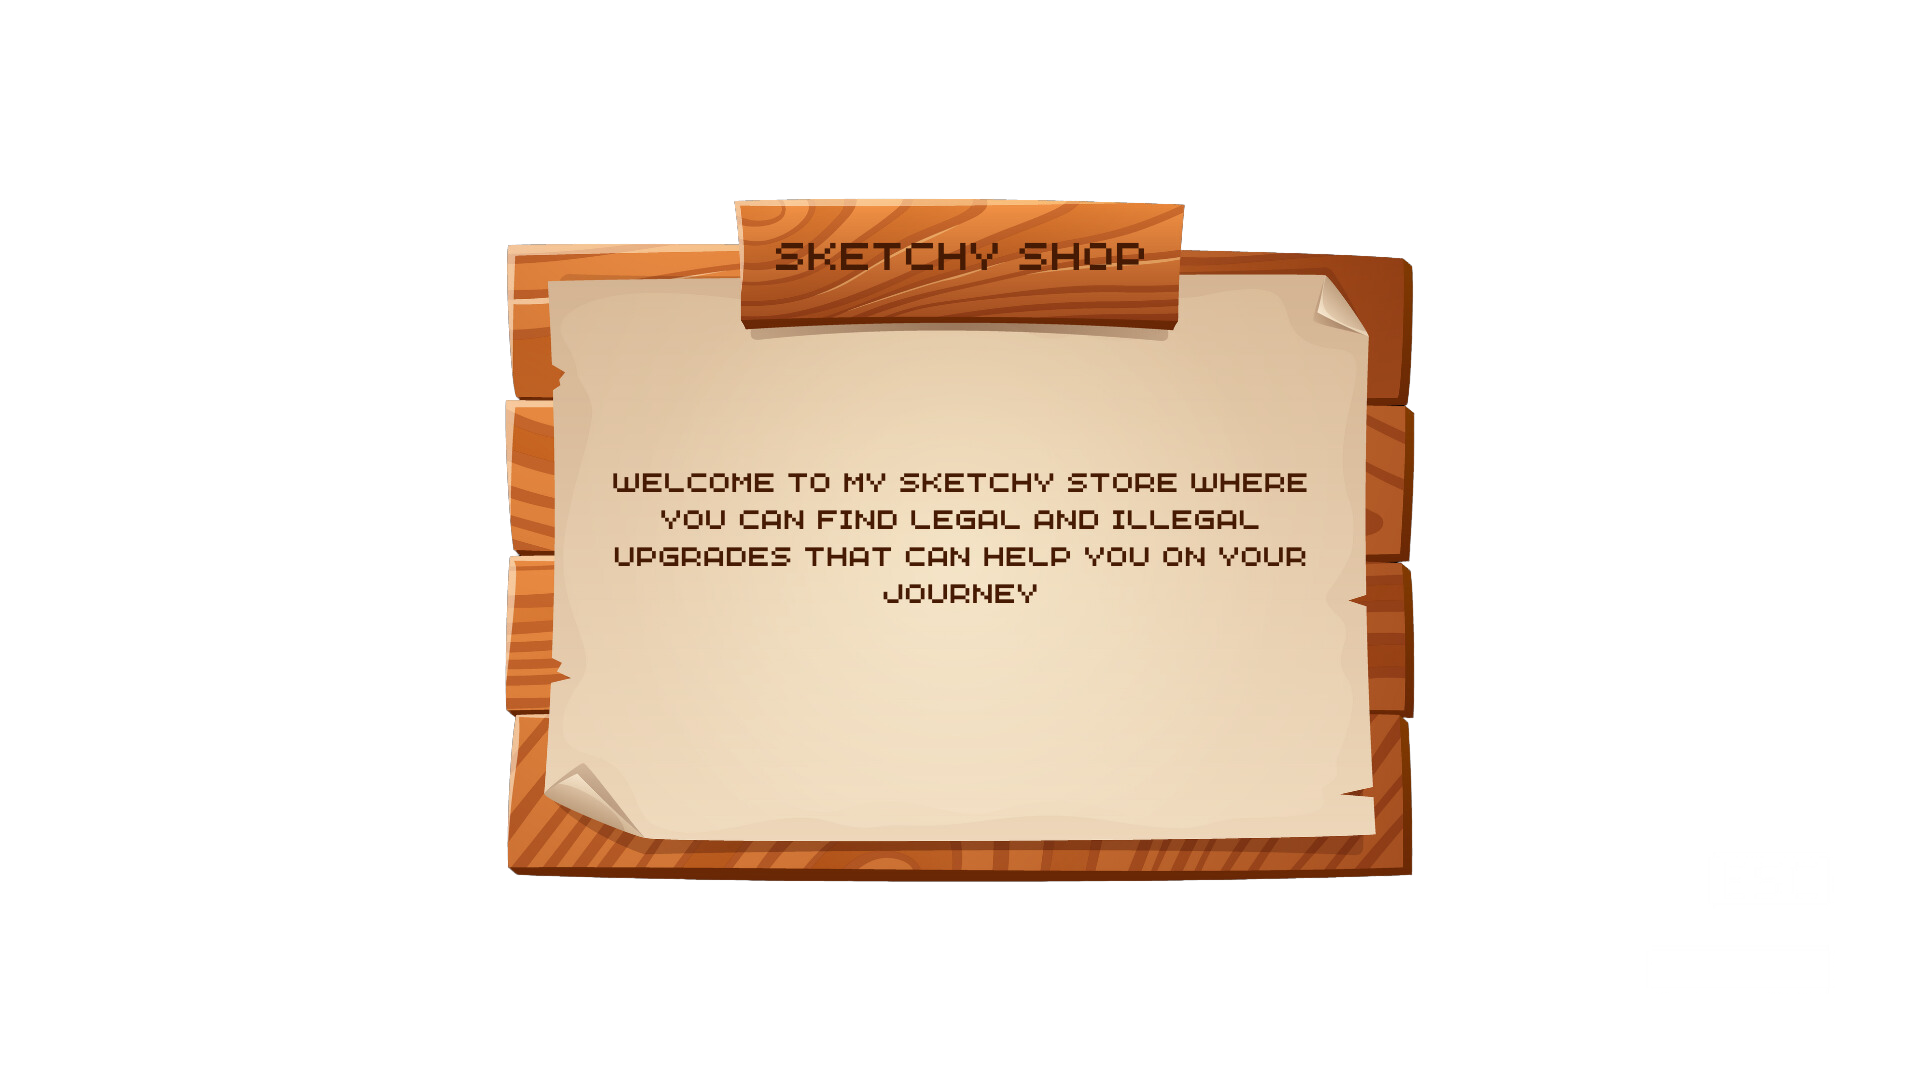 SKETCHY SHOP
WELCOME TO MY SKETCHY STORE WHERE
YOU CAN FIND LEGAL AND ILLEGAL
UPGRADES THAT CAN HELP YOU ON YOUR
JOURNEY